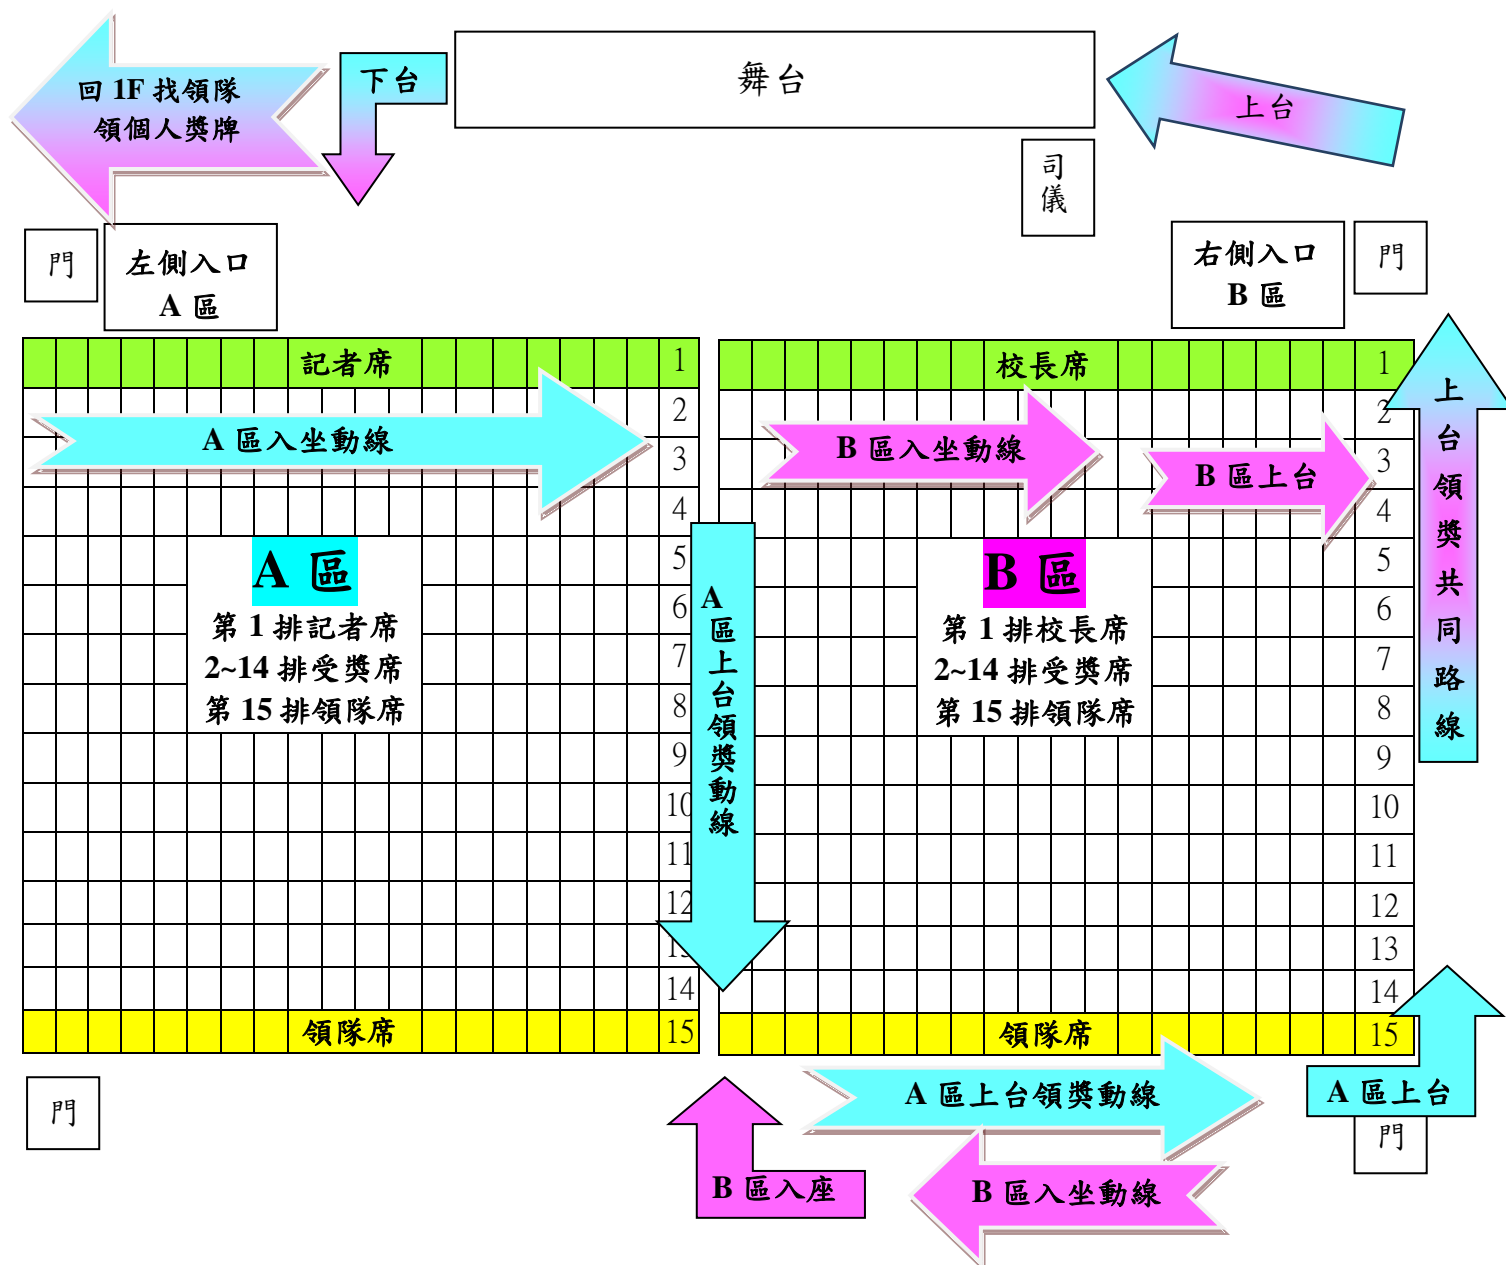 回 1F 找領隊
領個人獎牌
下台
舞台
上台
司
儀
門
左側入口
A 區
右側入口
B 區
門
記者席
1
2
3
4
5
6
7
8
9
10
11
12
13
14
領隊席
15
A 區入坐動線
A 區
第 1 排記者席
2~14 排受獎席
第 15 排領隊席
A
區
上
台
領
獎
動
線
校長席
1
2
3
4
5
6
7
8
9
10
11
12
13
14
領隊席
15
B 區入坐動線
B 區上台
B 區
第 1 排校長席
2~14 排受獎席
第 15 排領隊席
上
台
領
獎
共
同
路
線
門
A 區上台領獎動線
A 區上台
門
B 區入座
B 區入坐動線